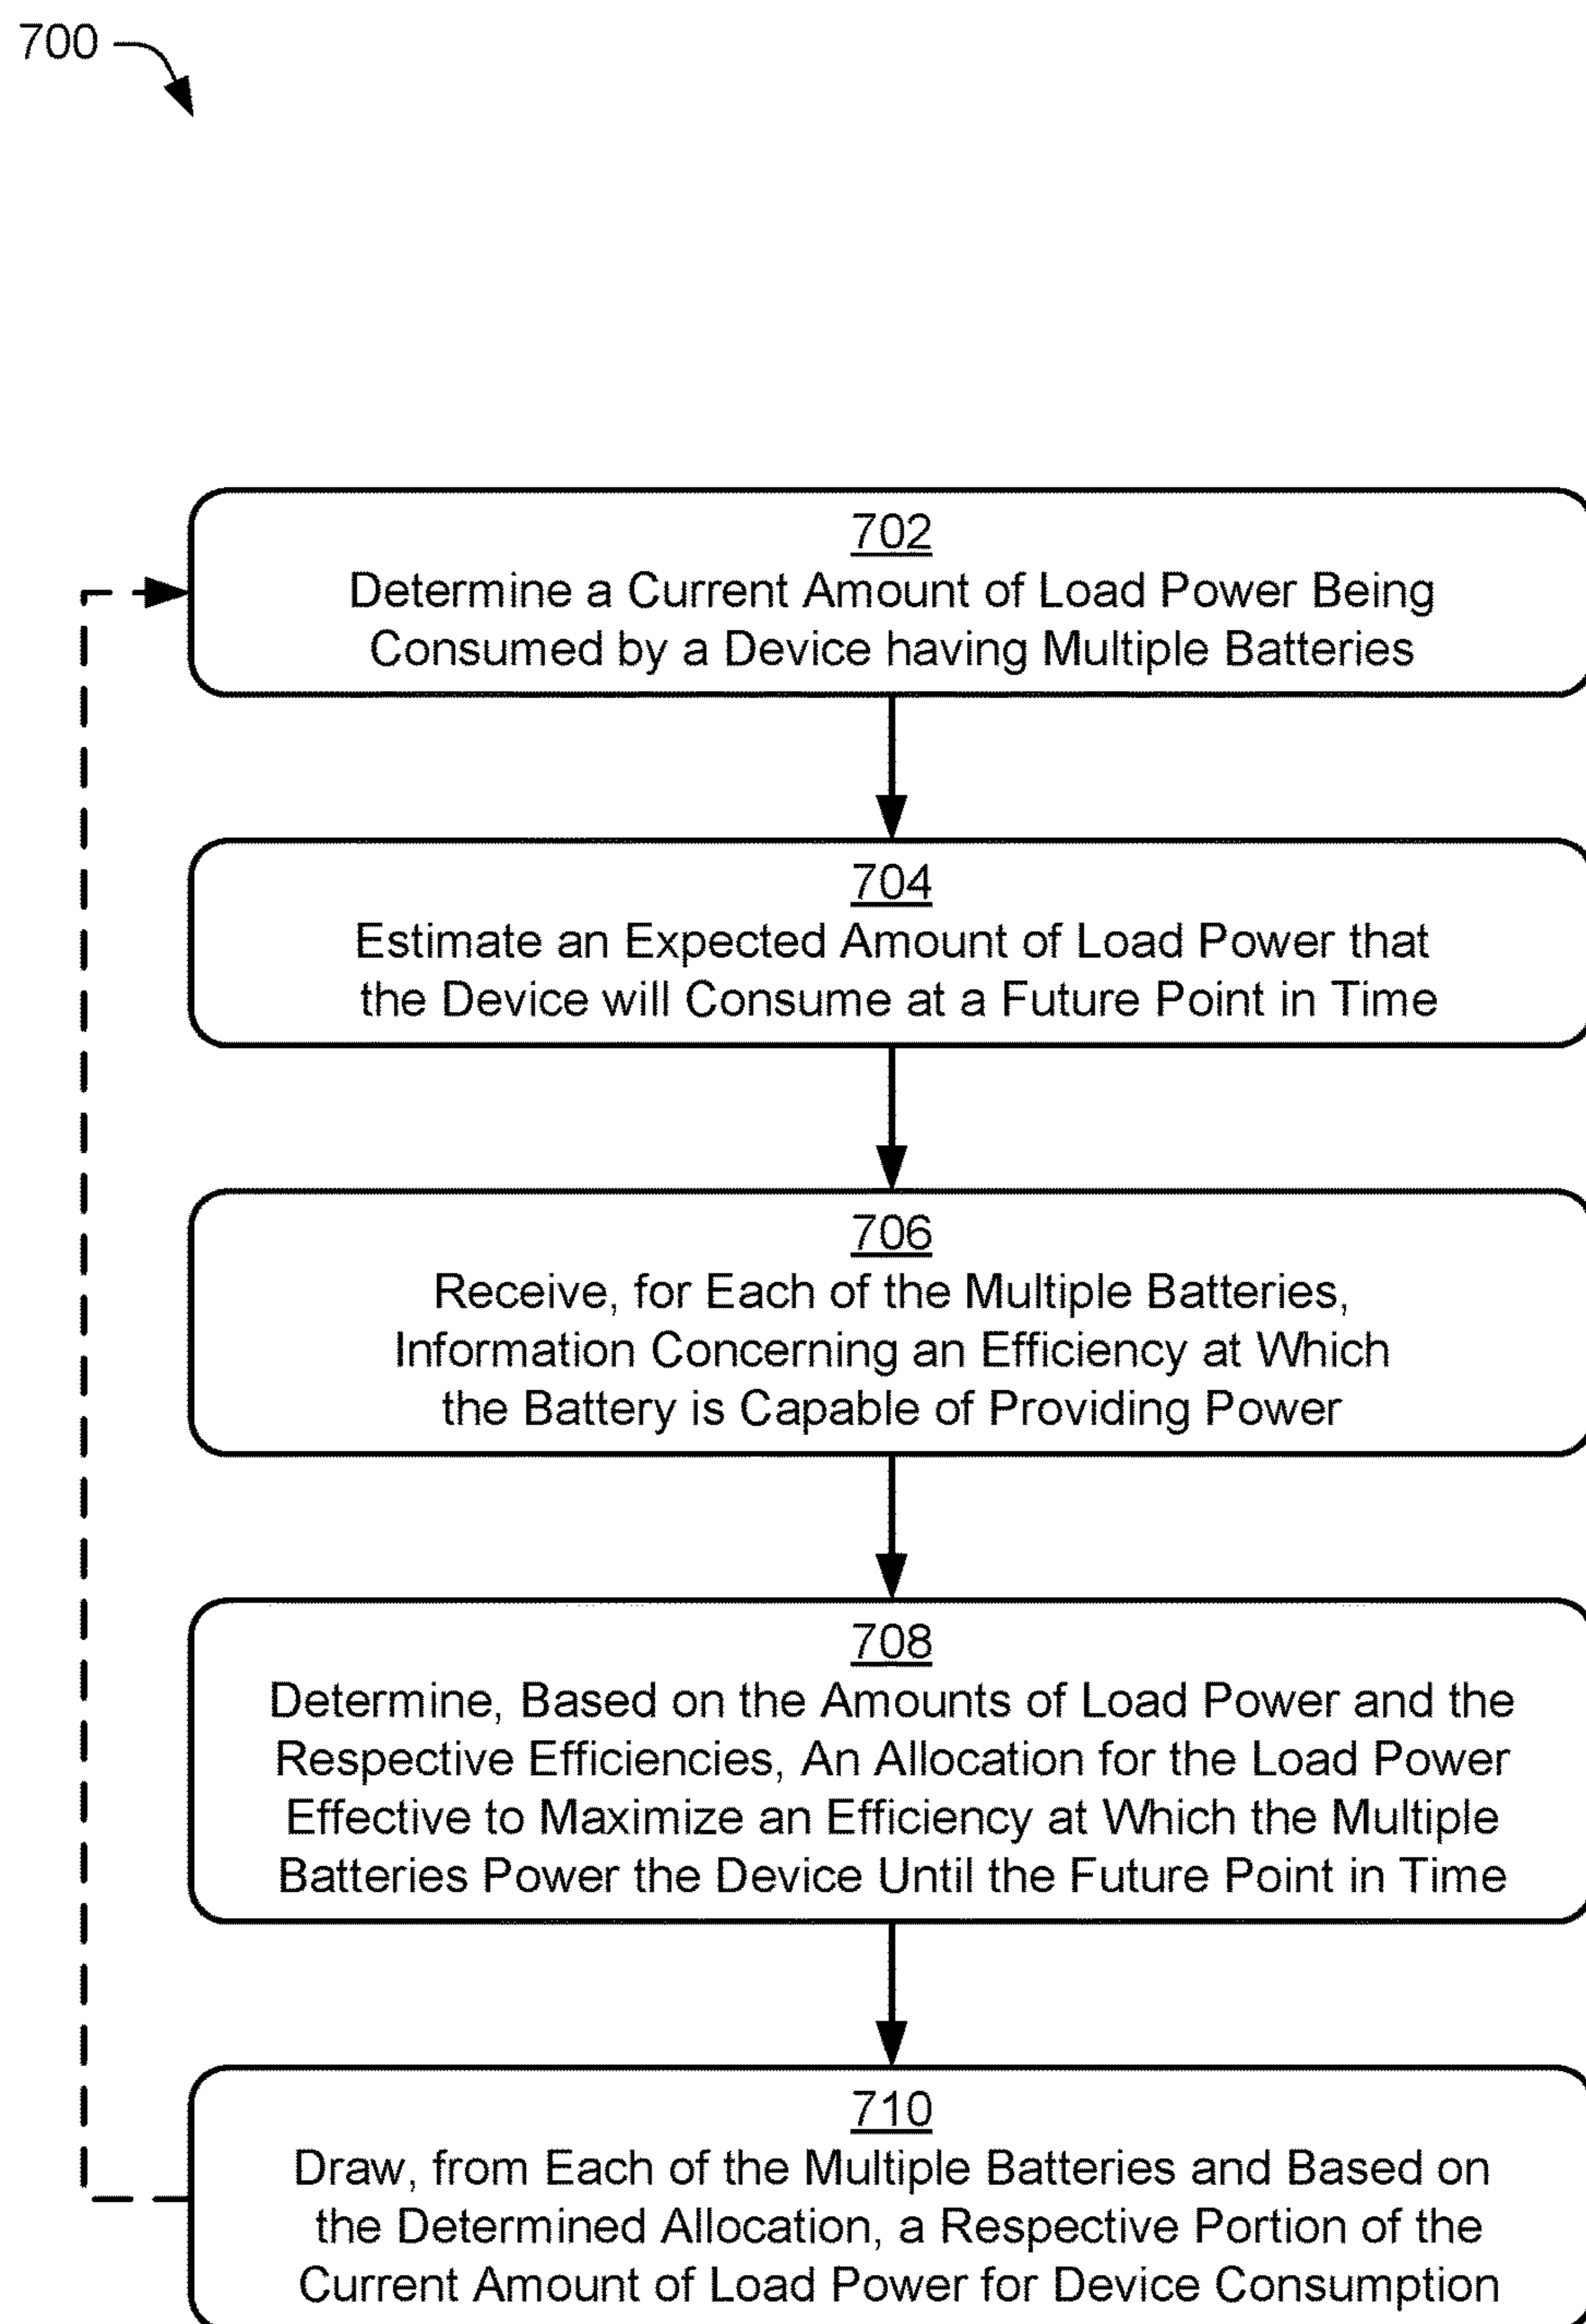 700
702
Determine a Current Amount of Load Power Being
Consumed by a Device having Multiple Batteries
704
Estimate an Expected Amount of Load Power that
the Device will Consume at a Future Point in Time
706
Receive, for Each of the Multiple Batteries,
Information Concerning an Efficiency at Which
the Battery is Capable of Providing Power
708
Determine, Based on the Amounts of Load Power and the
Respective Efficiencies, An Allocation for the Load Power
Effective to Maximize an Efficiency at Which the Multiple
Batteries Power the Device Until the Future Point in Time
710
Draw, from Each of the Multiple Batteries and Based on
the Determined Allocation, a Respective Portion of the
Current Amount of Load Power for Device Consumption